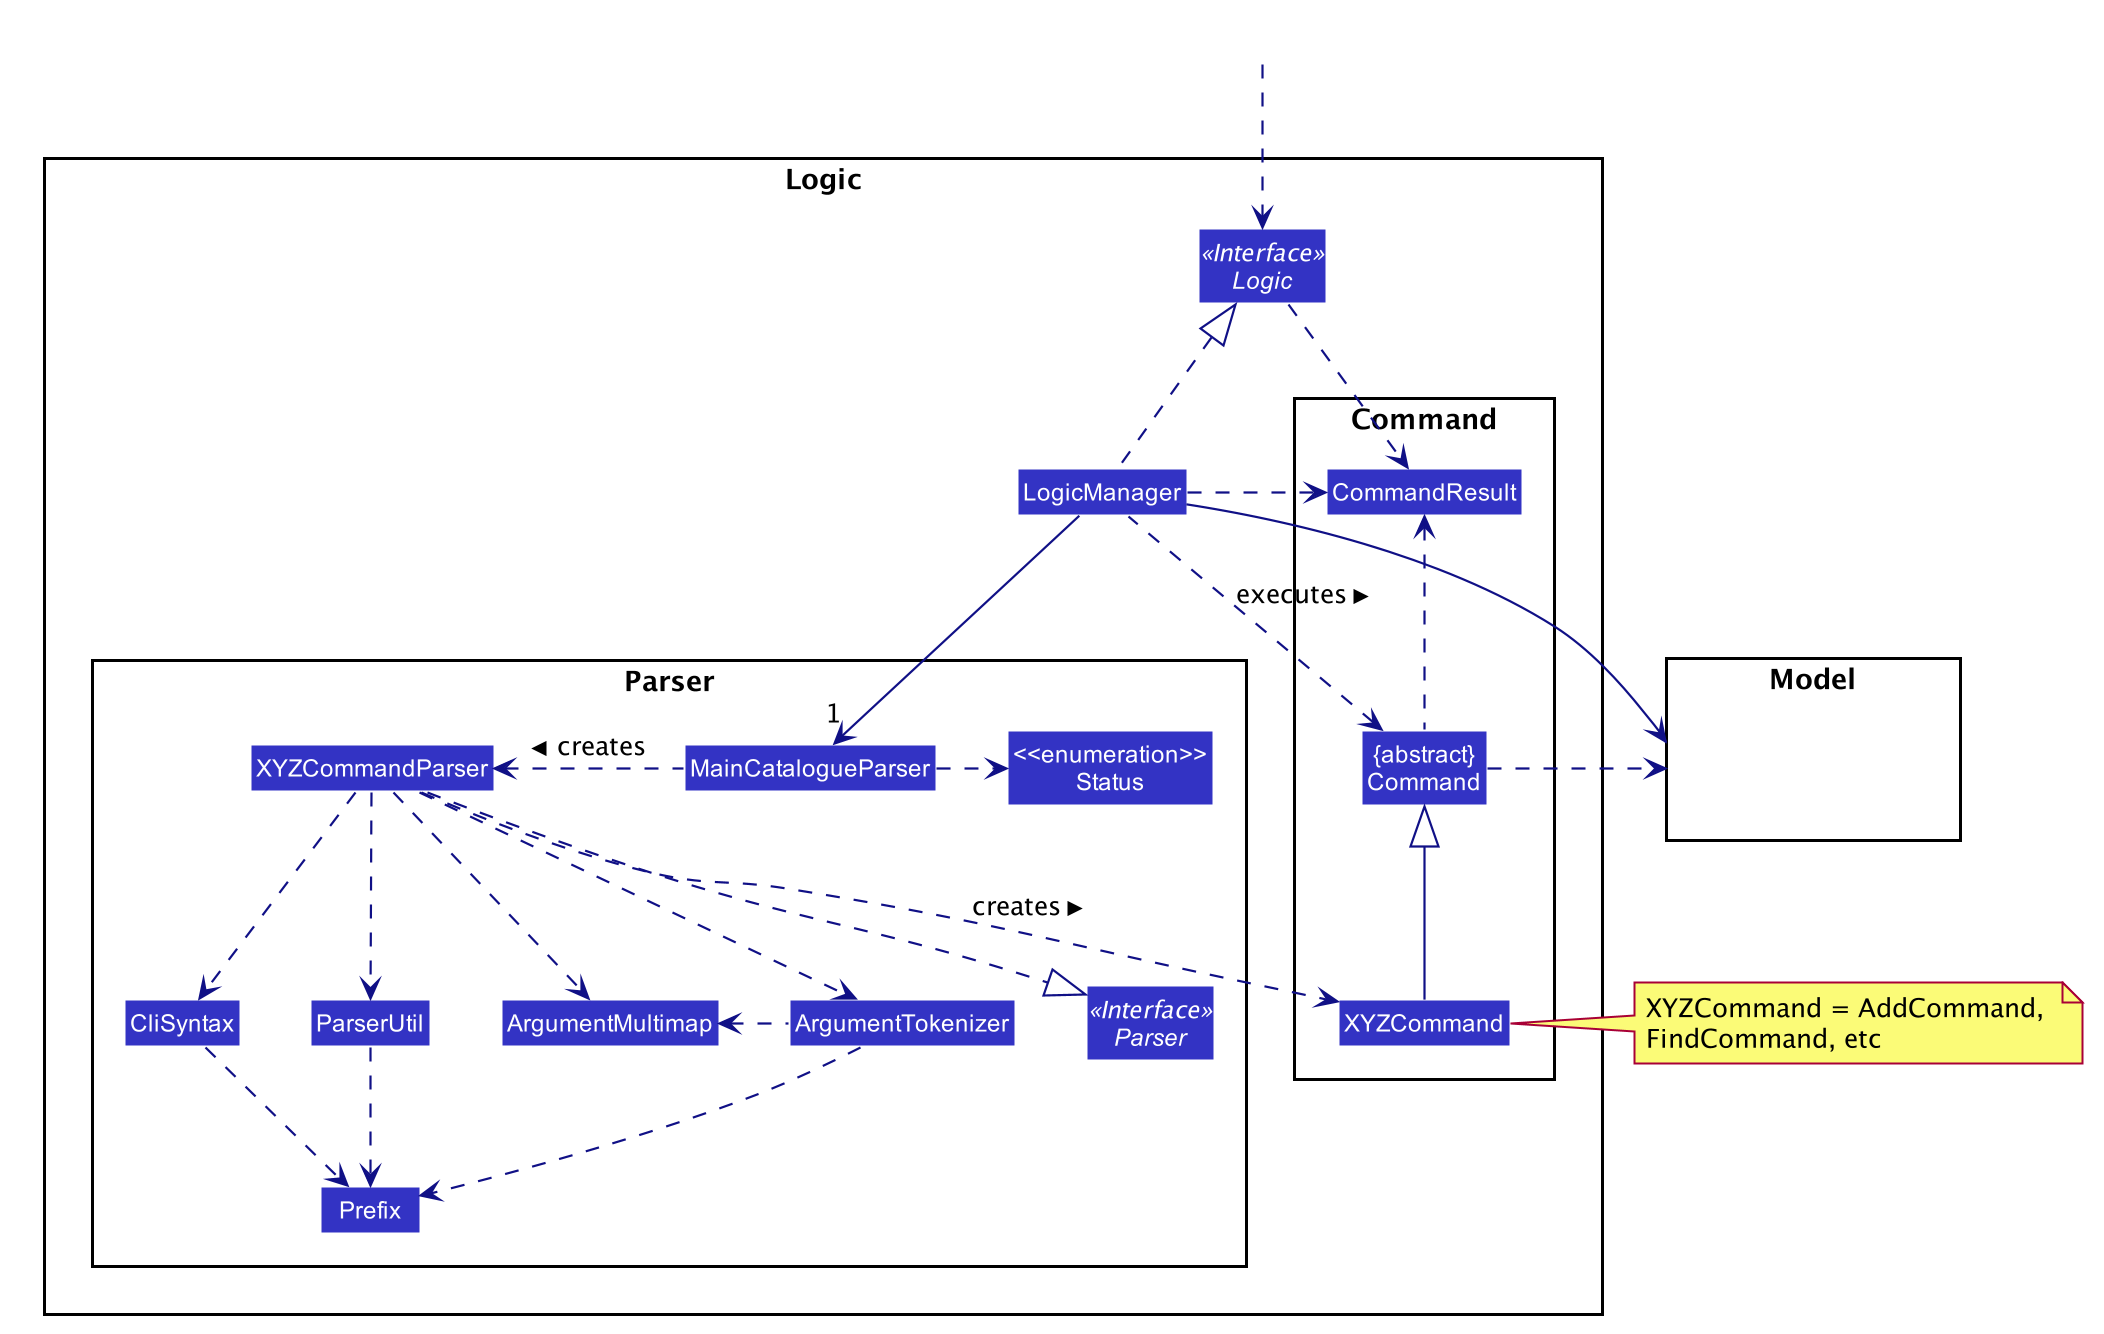 Logic
«Interface»
Logic
Command
LogicManager
CommandResult
executes ►
Parser
Model
1
◄ creates
XYZCommandParser
MainCatalogueParser
<<enumeration>>
Status
{abstract}
Command
creates ►
CliSyntax
ParserUtil
ArgumentMultimap
ArgumentTokenizer
«Interface»
Parser
XYZCommand
XYZCommand = AddCommand,
FindCommand, etc
Prefix